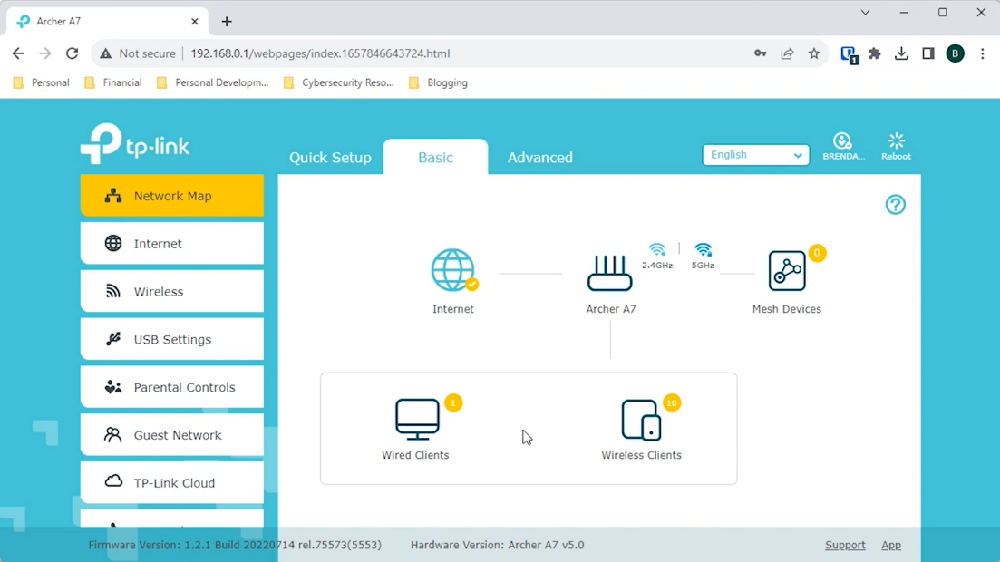 Archer A7
Not secure
192.168.0.1/webpages/index.1657846643724.html
1
B
Personal
Financial
Personal Developm...
Cybersecurity Reso...
Blogging
tp-link
Quick Setup
Basic
Advanced
English
BRENDA...
Reboot
Network Map
Internet
Wireless
USB Settings
Parental Controls
Guest Network
TP-Link Cloud
?
Internet
Archer A7
2.4GHz
5GHz
0
Mesh Devices
1
Wired Clients
10
Wireless Clients
Firmware Version: 1.2.1 Build 20220714 rel.75573(5553)
Hardware Version: Archer A7 v5.0
Support
App